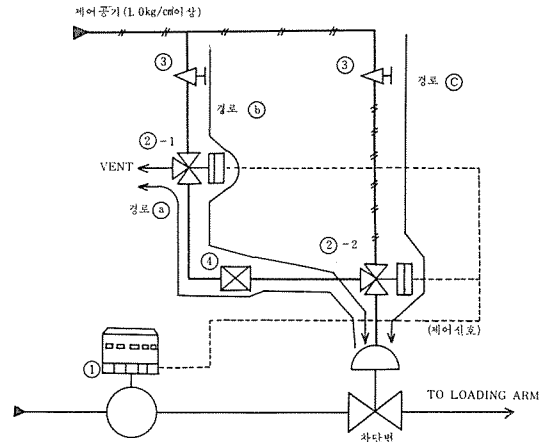 제어공기(1.0kg/cm이상)
③
③
경로 ⓒ
경로 ⓑ
②-1
VENT
경로 ⓐ
②-2
④
(제어신호)
①
TO LOADING ARM
차단변